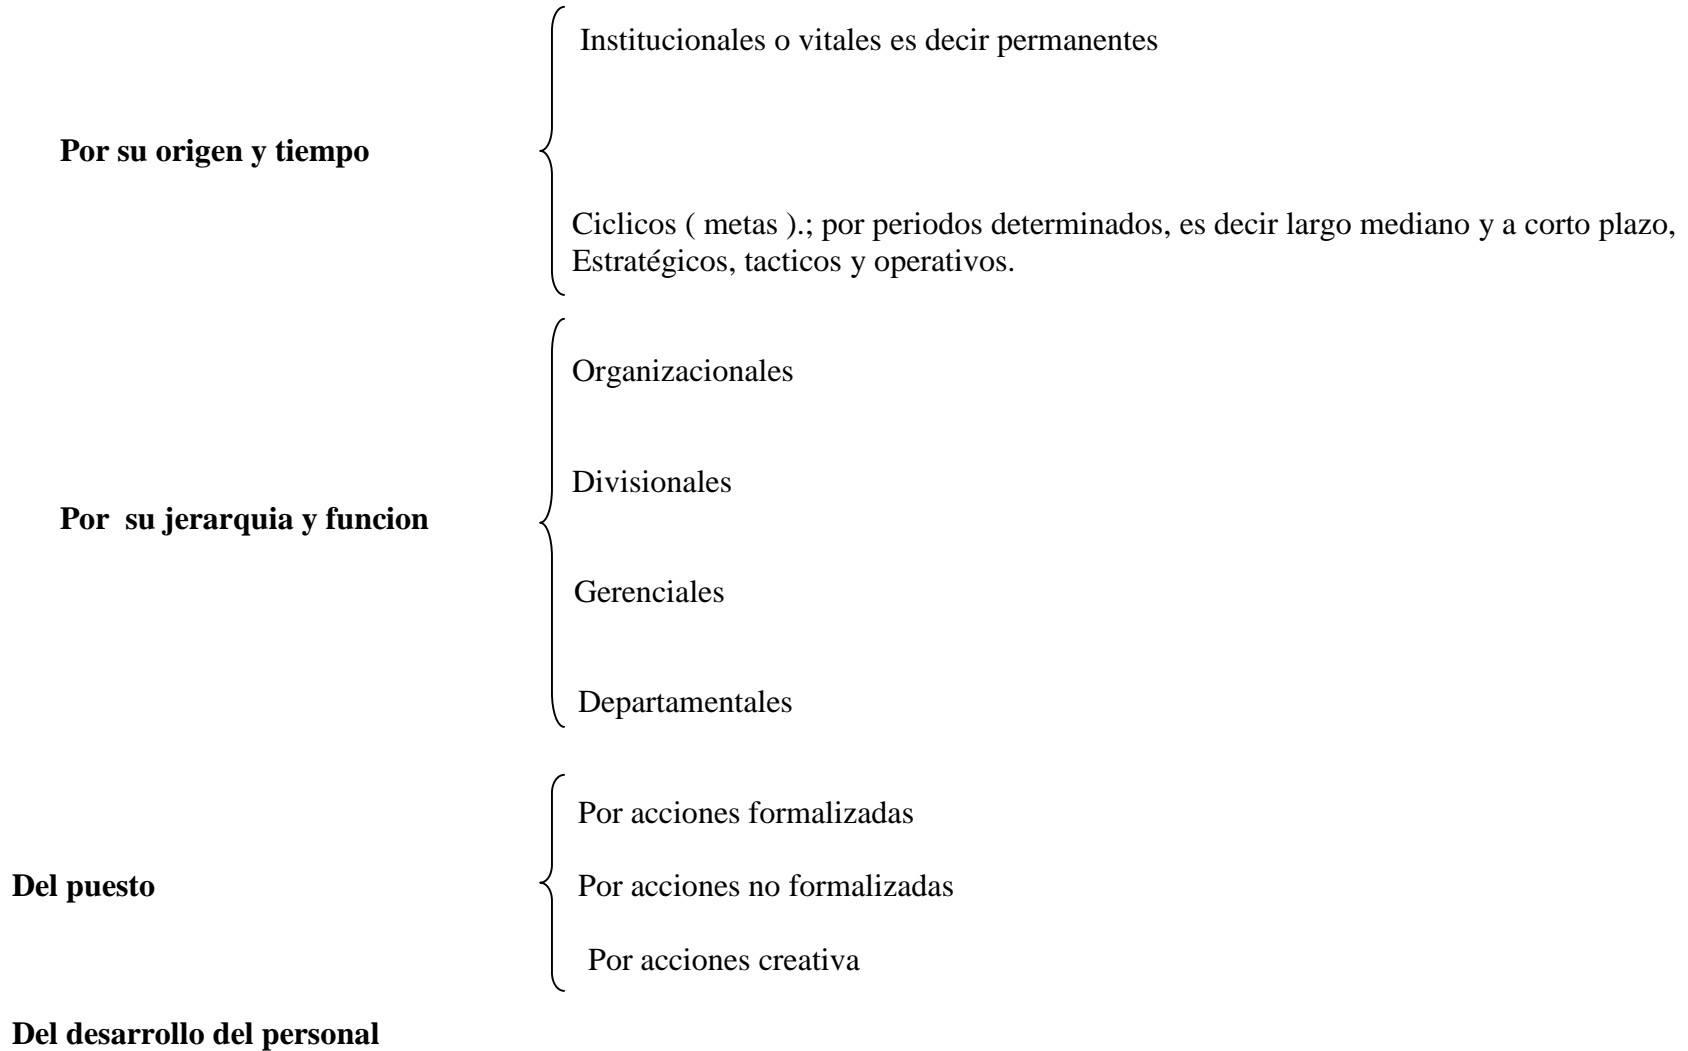 Institucionales o vitales es decir permanentes
Por su origen y tiempo
Ciclicos ( metas ).; por periodos determinados, es decir largo mediano y a corto plazo,
Estratégicos, tacticos y operativos.
Organizacionales
Divisionales
Por  su jerarquia y funcion
Gerenciales
Departamentales
Por acciones formalizadas
Del puesto
Por acciones no formalizadas
Por acciones creativa
Del desarrollo del personal